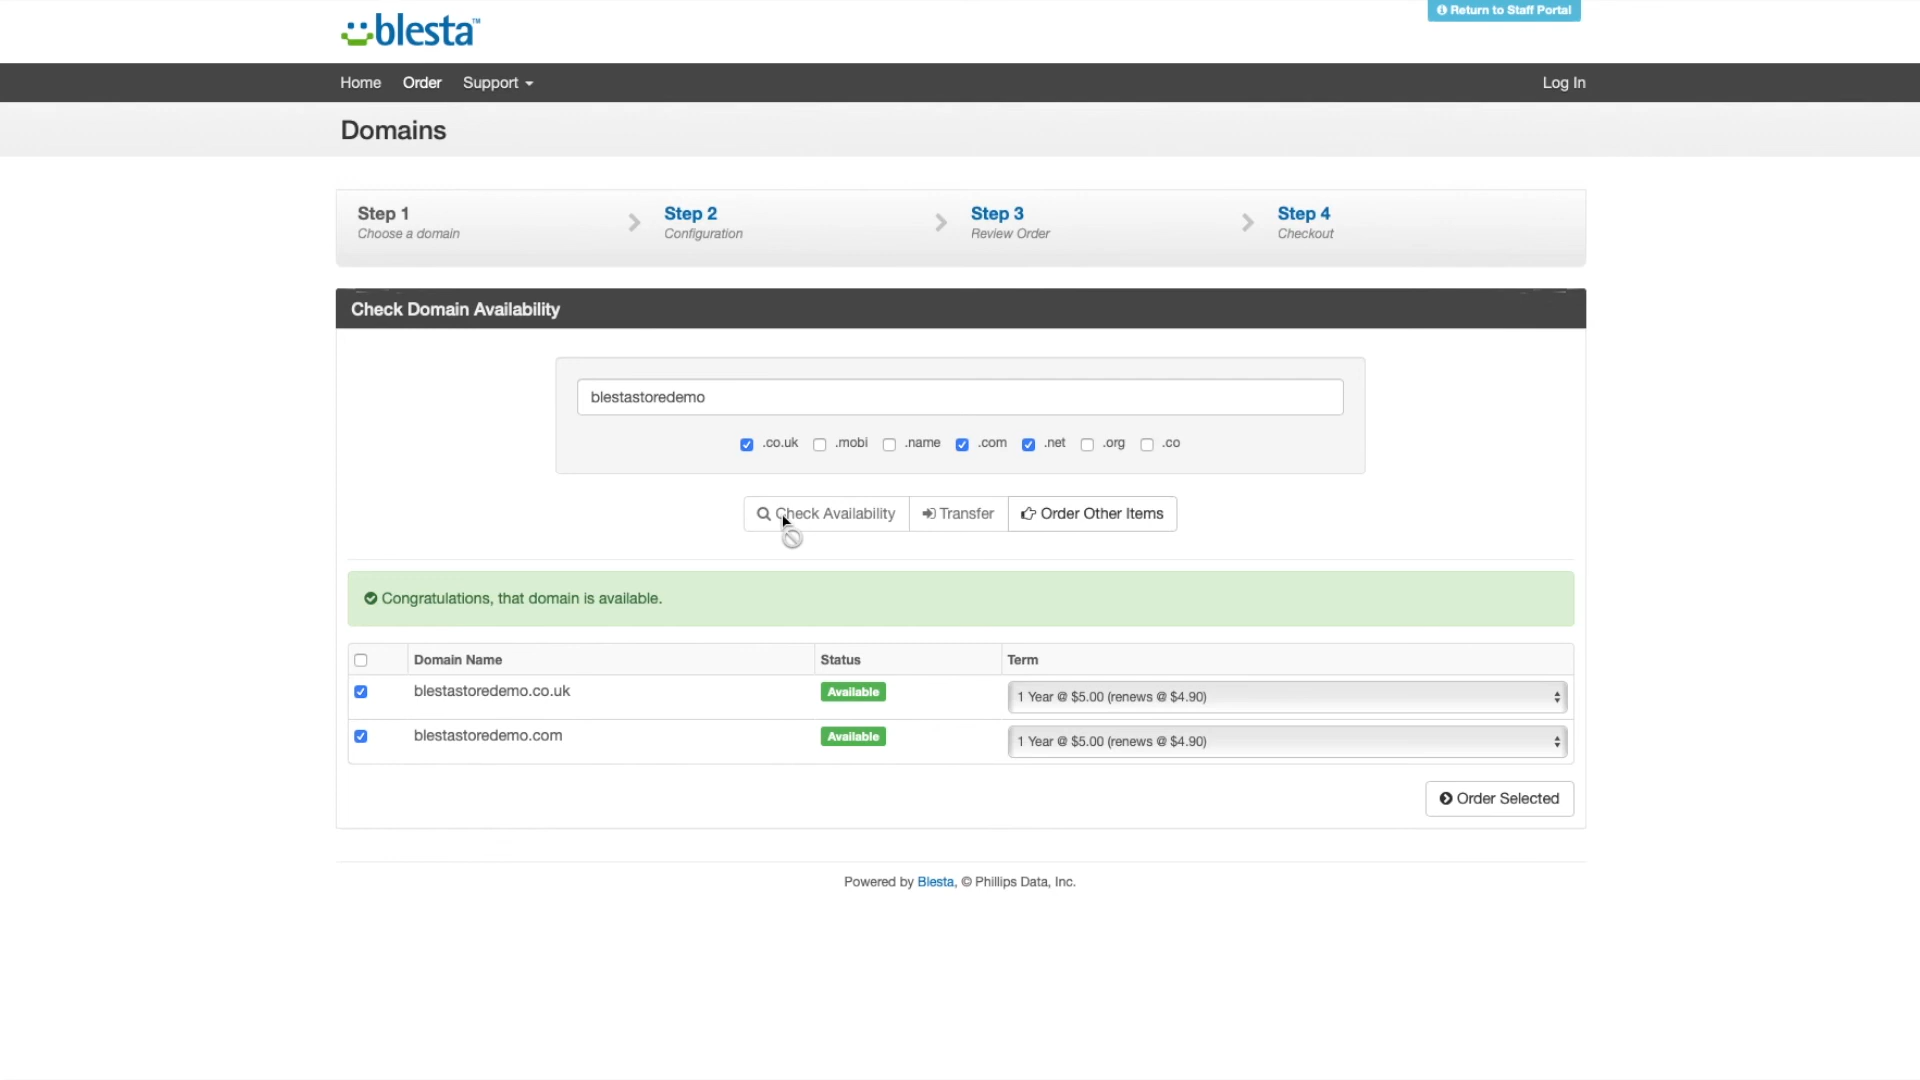 blesta™
Return to Staff Portal
Home Order Support Log In
Domains
Step 1 Step 2 Step 3 Step 4
Choose a domain Configuration Review Order Checkout
Check Domain Availability
blestastoredemo
.co.uk .mobi .name .com .net .org .co
Check Availability Transfer Order Other Items
Congratulations, that domain is available.
Domain Name Status Term
blestastoredemo.co.uk Available 1 Year @ $5.00 (renews @ $4.90)
blestastoredemo.com Available 1 Year @ $5.00 (renews @ $4.90)
Order Selected
Powered by Blesta, © Phillips Data, Inc.